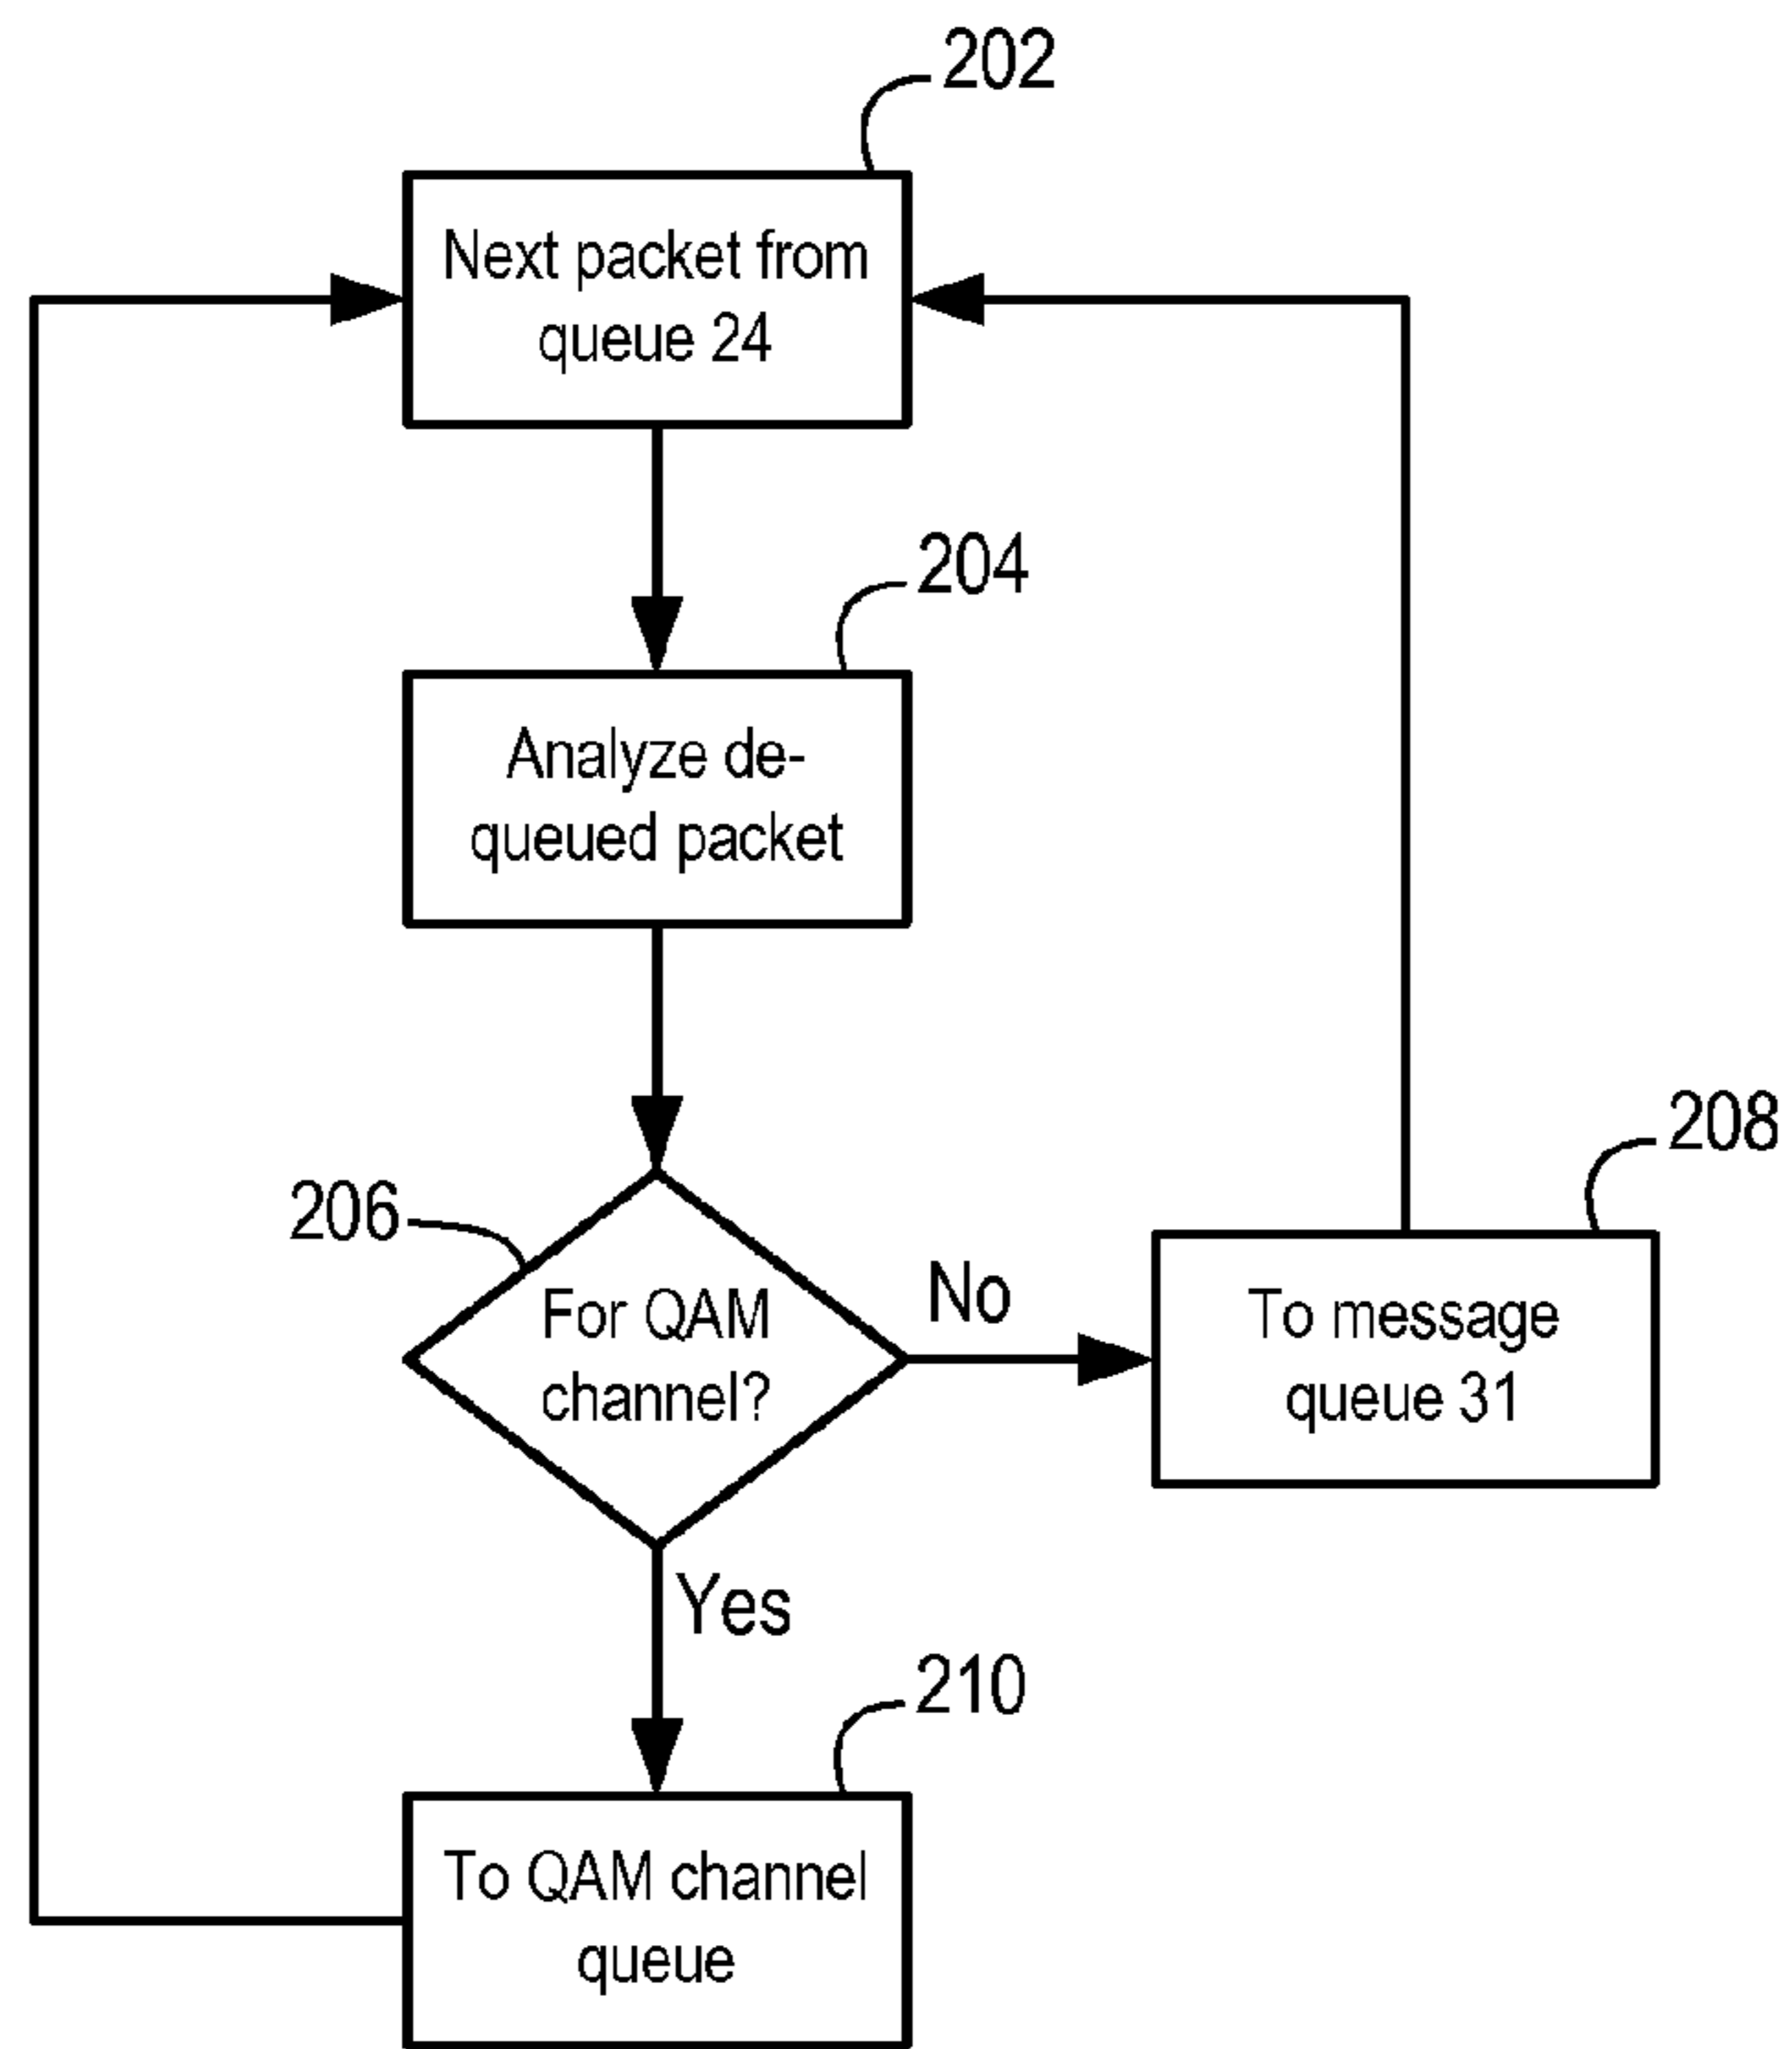 202
Next packet from
queue 24
204
Analyze de-
queued packet
206
For QAM
channel?
No
208
To message
queue 31
Yes
210
To QAM channel
queue